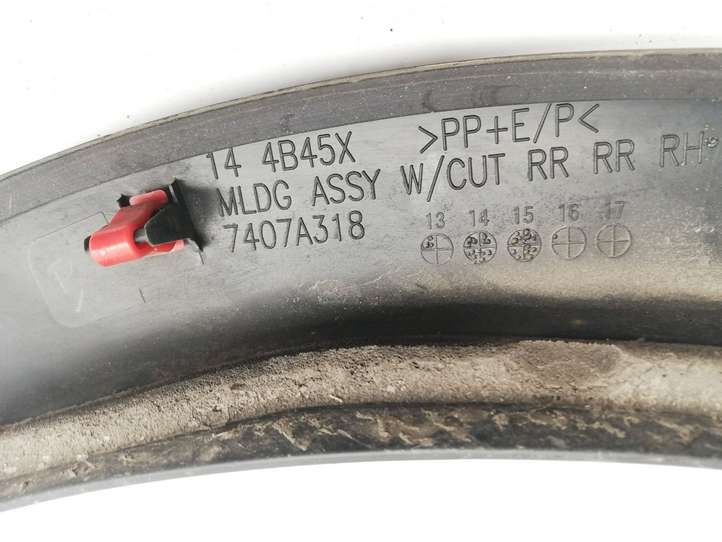 14 4B45X >PP+E/P<
MLDG ASSY W/CUT RR RR RH
7407A318
13 14 15 16 17